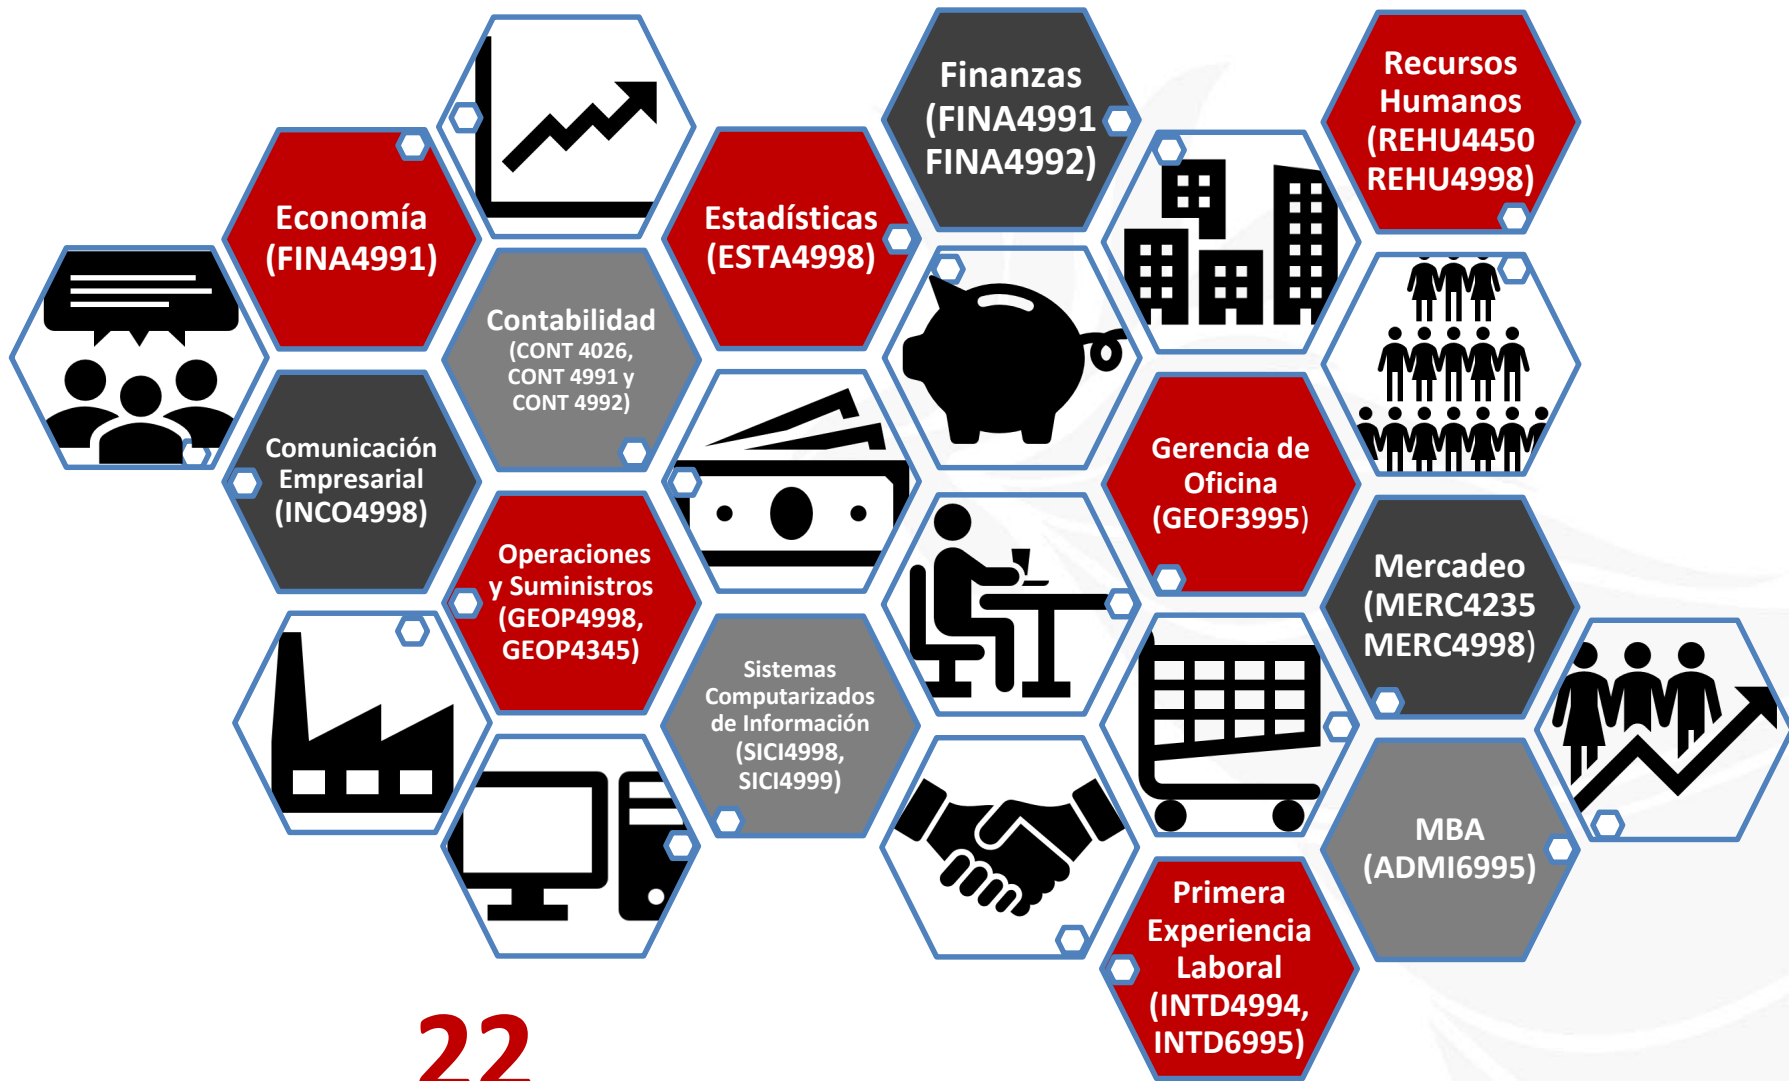 Finanzas
(FINA4991
FINA4992)
Recursos
Humanos
(REHU4450
REHU4998)
Economía
(FINA4991)
Estadísticas
(ESTA4998)
Contabilidad
(CONT 4026,
CONT 4991 y
CONT 4992)
Comunicación
Empresarial
(INCO4998)
Gerencia de
Oficina
(GEOF3995)
Operaciones
y Suministros
(GEOP4998,
GEOP4345)
Mercadeo
(MERC4235
MERC4998)
Sistemas
Computarizados
de Información
(SICI4998,
SICI4999)
MBA
(ADMI6995)
Primera
Experiencia
Laboral
(INTD4994,
INTD6995)
22